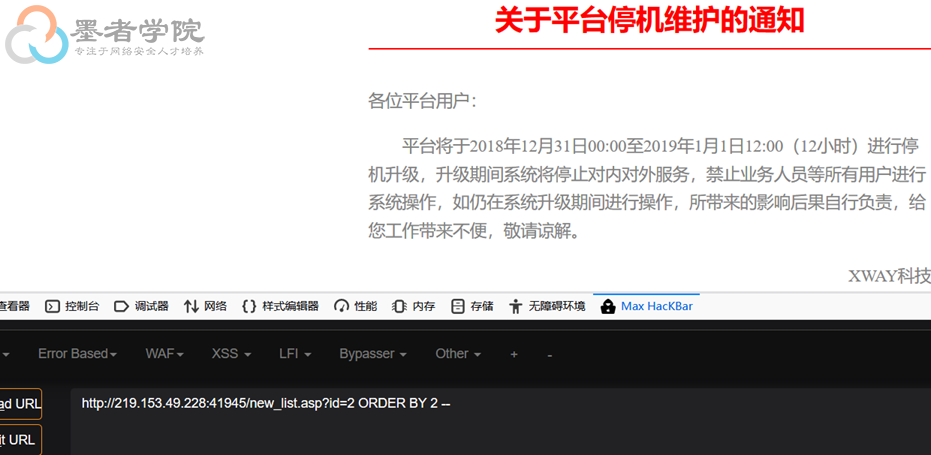 墨者学院
专注于网络安全人才培养
关于平台停机维护的通知
各位平台用户：
平台将于2018年12月31日00:00至2019年1月1日12:00（12小时）进行停
机升级，升级期间系统将停止对内对外服务，禁止业务人员等所有用户进行
系统操作，如仍在系统升级期间进行操作，所带来的影响后果自行负责，给
您工作带来不便，敬请谅解。
XWAY科技
查看器 控制台 调试器 网络 样式编辑器 性能 内存 存储 无障碍环境 Max HacKBar
Error Based WAF XSS LFI Bypasser Other + -
ad URL http://219.153.49.228:41945/new_list.asp?id=2 ORDER BY 2 --
it URL